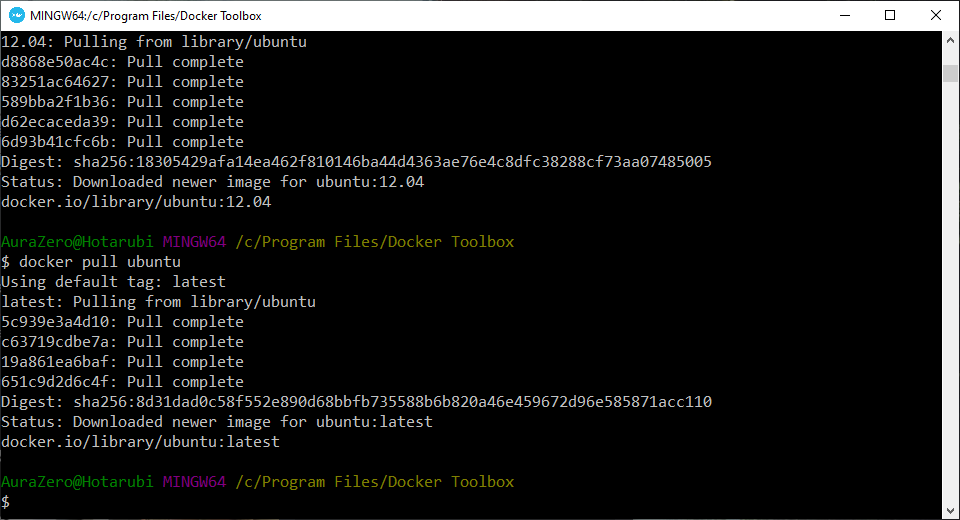 MINGW64:/c/Program Files/Docker Toolbox
12.04: Pulling from library/ubuntu
d8868e50ac4c: Pull complete
83251ac64627: Pull complete
589bba2f1b36: Pull complete
d62ecaceda39: Pull complete
6d93b41cfc6b: Pull complete
Digest: sha256:18305429afa14ea462f810146ba44d4363ae76e4c8dfc38288cf73aa07485005
Status: Downloaded newer image for ubuntu:12.04
docker.io/library/ubuntu:12.04
AuraZero@Hotarubi MINGW64 /c/Program Files/Docker Toolbox
$ docker pull ubuntu
Using default tag: latest
latest: Pulling from library/ubuntu
5c939e3a4d10: Pull complete
c63719cdbe7a: Pull complete
19a861ea6baf: Pull complete
651c9d2d6c4f: Pull complete
Digest: sha256:8d31dad0c58f552e890d68bbfb735588b6b820a46e459672d96e585871acc110
Status: Downloaded newer image for ubuntu:latest
docker.io/library/ubuntu:latest
AuraZero@Hotarubi MINGW64 /c/Program Files/Docker Toolbox
$